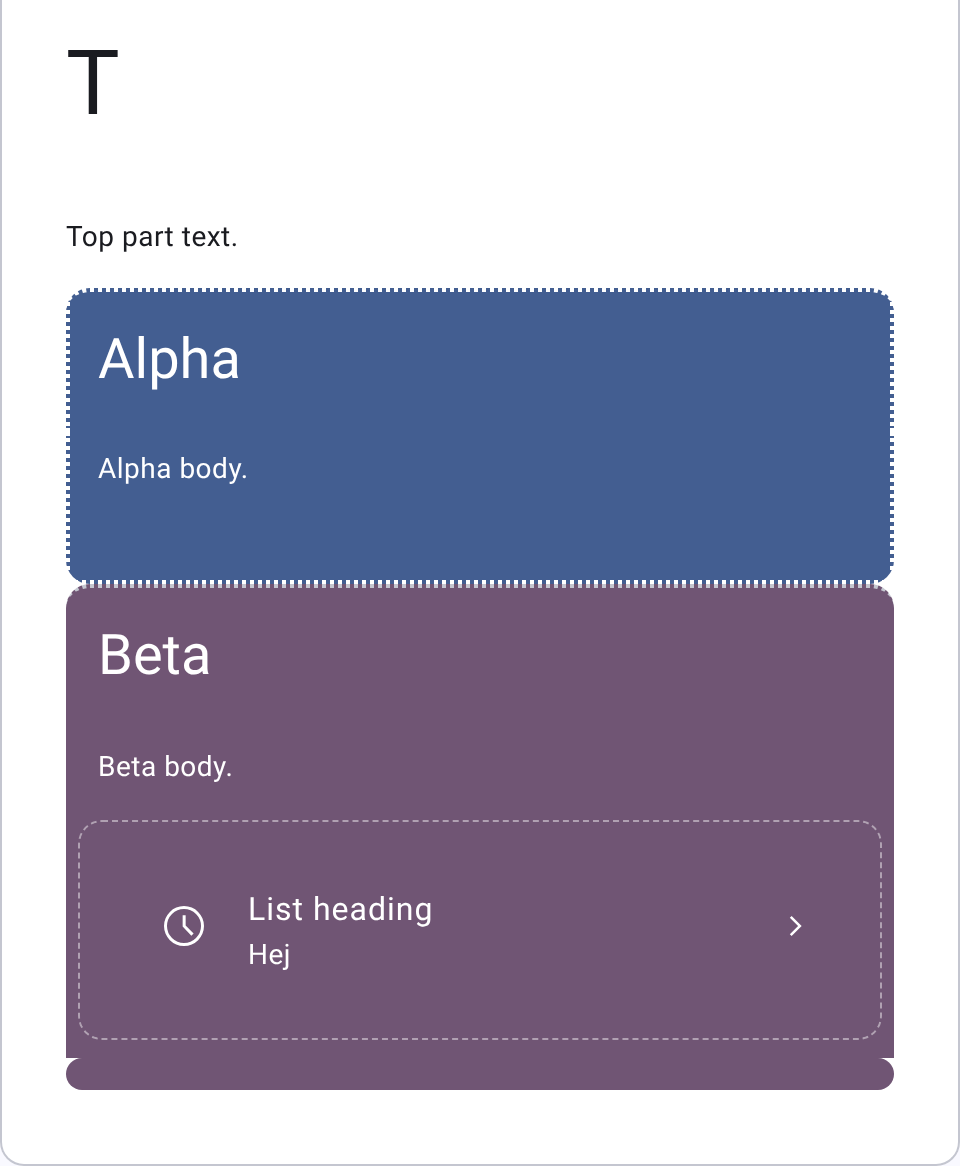 T
Top part text.
Alpha
Alpha body.
Beta
Beta body.
List heading
Hej